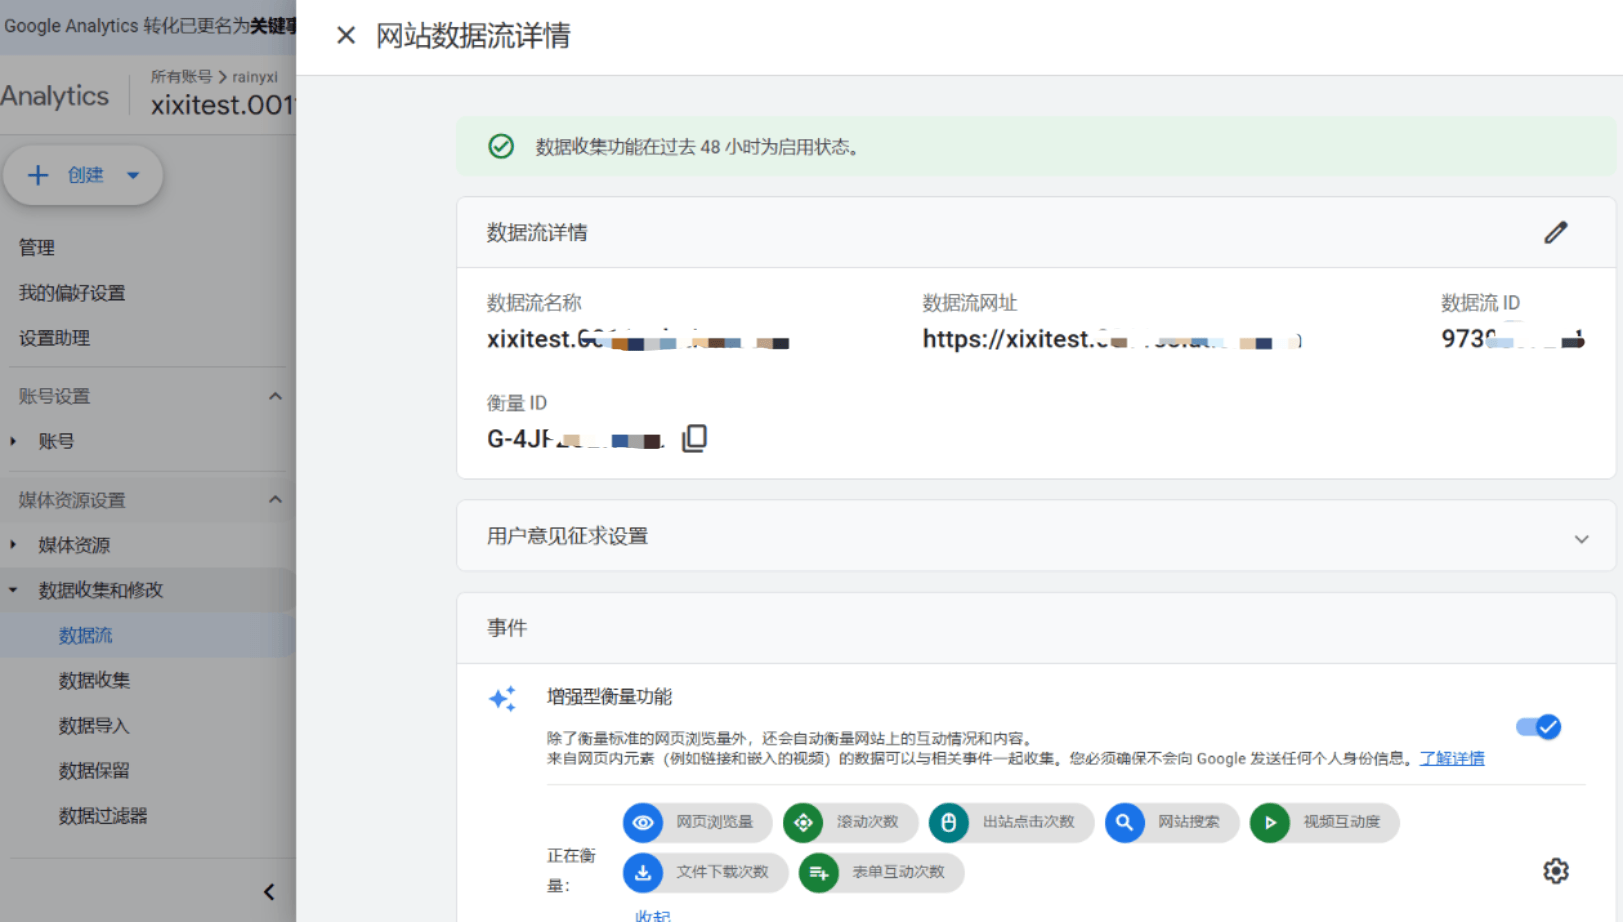 Google Analytics 转化已更名为关键事
网站数据流详情
Analytics
所有账号 > rainyxi
xixitest.001
数据收集功能在过去 48 小时为启用状态。
创建
数据流详情
管理
我的偏好设置
设置助理
数据流名称
数据流网址
数据流 ID
xixitest.
https://xixitest.
973
账号设置
账号
衡量 ID
G-4JF
媒体资源设置
媒体资源
数据收集和修改
数据流
数据收集
数据导入
数据保留
数据过滤器
用户意见征求设置
事件
增强型衡量功能
除了衡量标准的网页浏览量外，还会自动衡量网站上的互动情况和内容。
来自网页内元素（例如链接和嵌入的视频）的数据可以与相关事件一起收集。您必须确保不会向 Google 发送任何个人身份信息。了解详情
正在衡
量：
网页浏览量
滚动次数
出站点击次数
网站搜索
视频互动度
文件下载次数
表单互动次数
收起